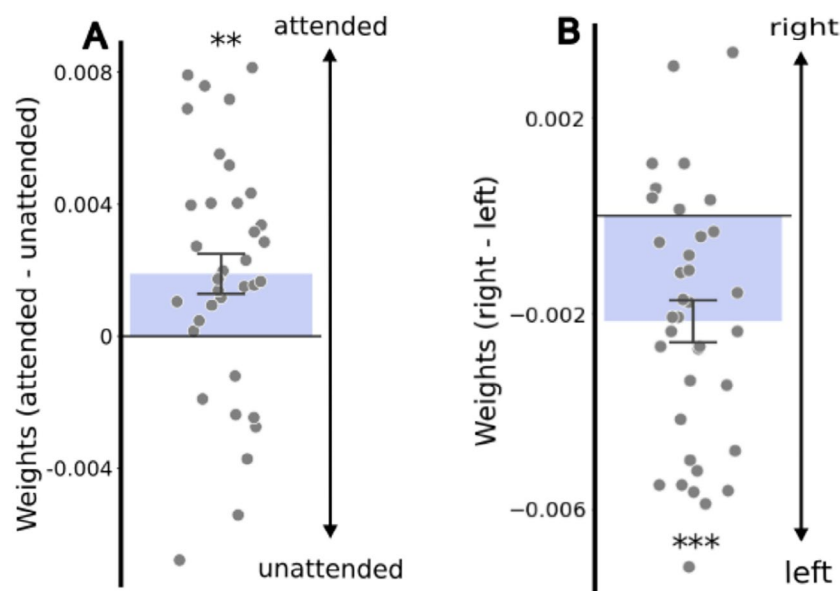 A
**
attended
0.008
0.004
0
-0.004
Weights (attended - unattended)
unattended
B
right
0.002
−0.002
−0.006
Weights (right - left)
***
left